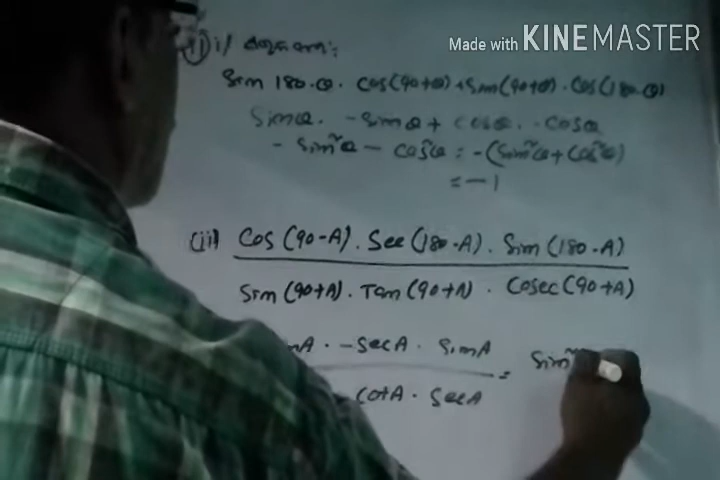 Made with KINEMASTER
i/
Sin 180-θ . Cos(90+θ) + Sin(90+θ) . Cos(180-θ)
Sinθ . -Sinθ + cosθ . -cosθ
- Sin²θ - Cos²θ = -(Sin²θ + Cos²θ)
= -1
(ii) Cos (90-A) . Sec (180-A) . Sin (180-A)
Sin (90+A) . Tan (90+A) . Cosec (90+A)
A . -SecA . SinA
= Sin²
CotA . SecA